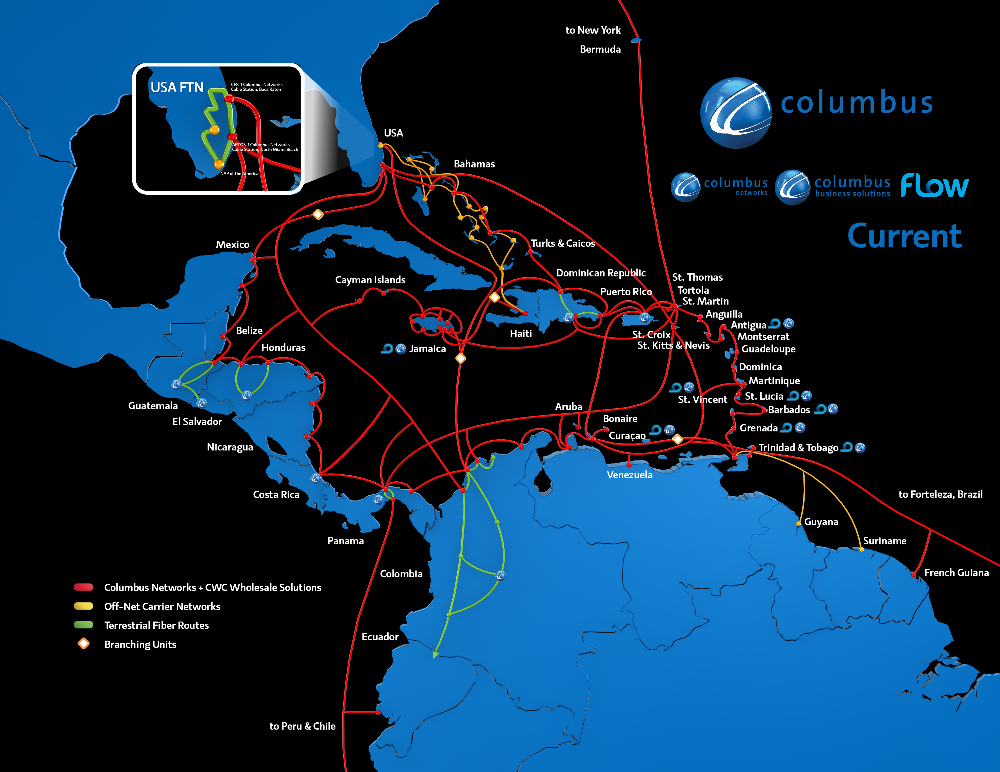 to New York
Bermuda
USA FTN
CFX-1 Columbus Networks
Cable Station, Boca Raton
ARCOS-1 Columbus Networks
Cable Station, North Miami Beach
NAP of the Americas
columbus
columbus
networks
columbus
business solutions
FLOW
Current
USA
Bahamas
Mexico
Turks & Caicos
Cayman Islands
Dominican Republic
Puerto Rico
St. Thomas
Tortola
St. Martin
Anguilla
Antigua
Montserrat
Guadeloupe
Dominica
Martinique
St. Lucia
Barbados
Grenada
Trinidad & Tobago
Belize
Honduras
Jamaica
Haiti
St. Croix
St. Kitts & Nevis
St. Vincent
Aruba
Bonaire
Curaçao
Guatemala
El Salvador
Nicaragua
Costa Rica
Venezuela
Panama
Colombia
Ecuador
to Peru & Chile
to Forteleza, Brazil
Guyana
Suriname
French Guiana
Columbus Networks + CWC Wholesale Solutions
Off-Net Carrier Networks
Terrestrial Fiber Routes
Branching Units